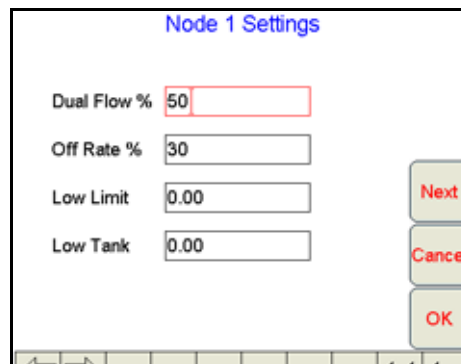 Node 1 Settings
Dual Flow % 50
Off Rate % 30
Low Limit 0.00
Low Tank 0.00
Next
Cance
OK